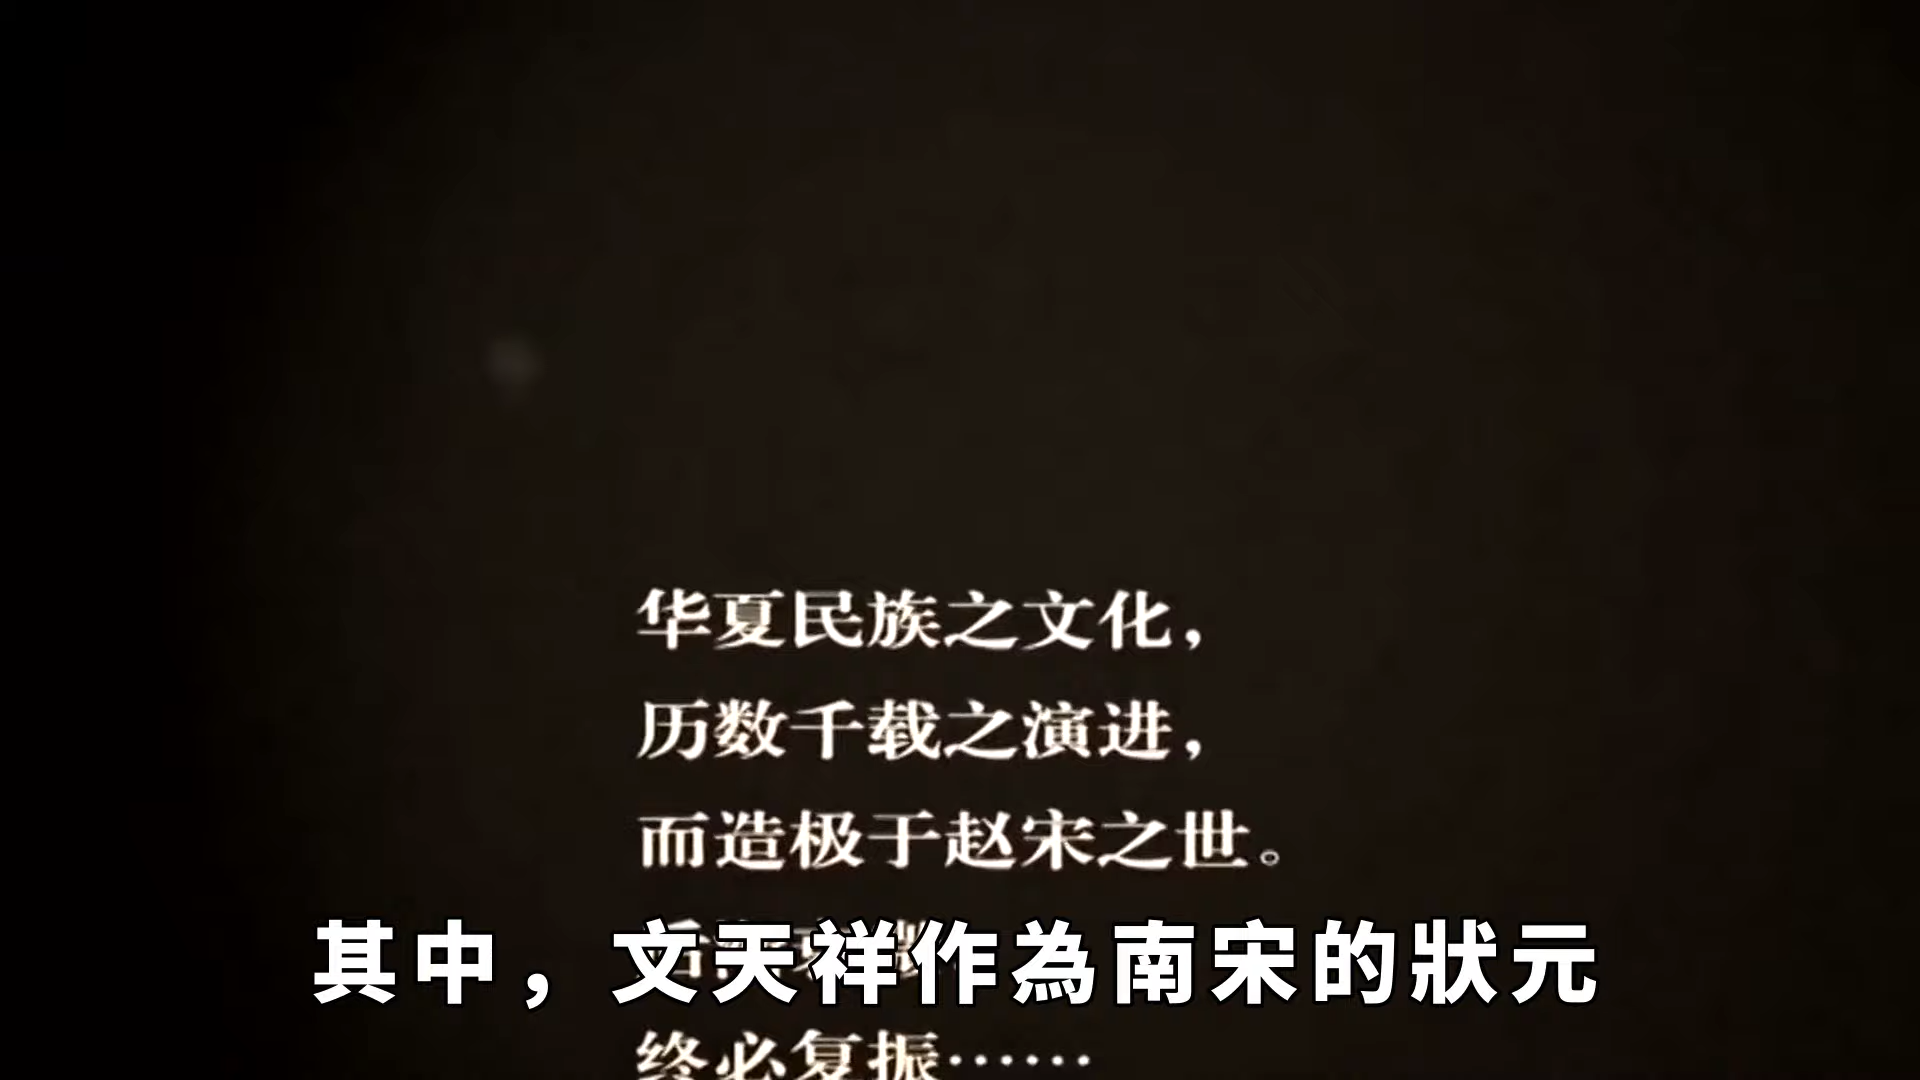 华夏民族之文化，
历数千载之演进，
而造极于赵宋之世。
其中，文天祥作為南宋的狀元
终必复振……